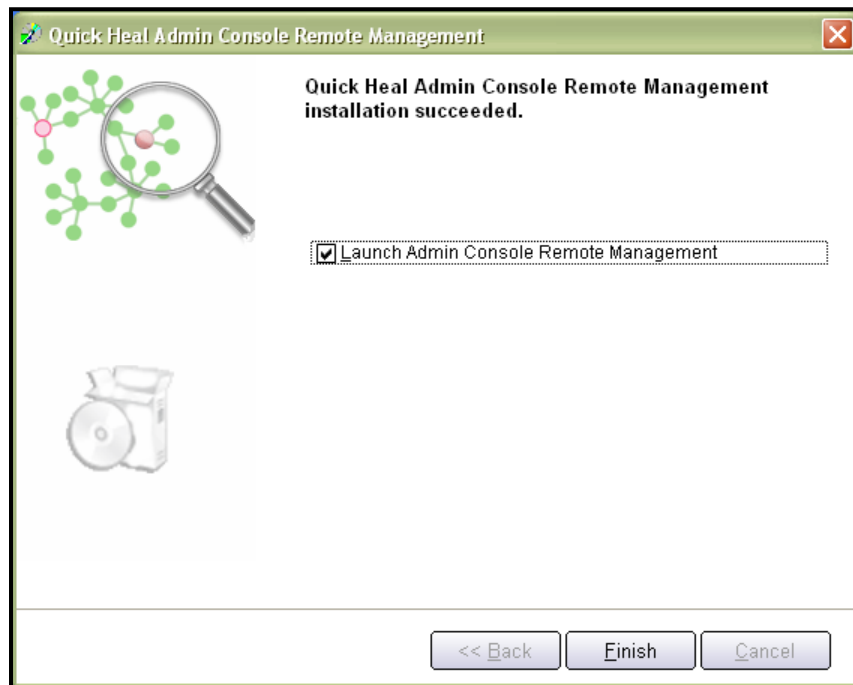 Quick Heal Admin Console Remote Management
Quick Heal Admin Console Remote Management
installation succeeded.
Launch Admin Console Remote Management
<< Back
Finish
Cancel